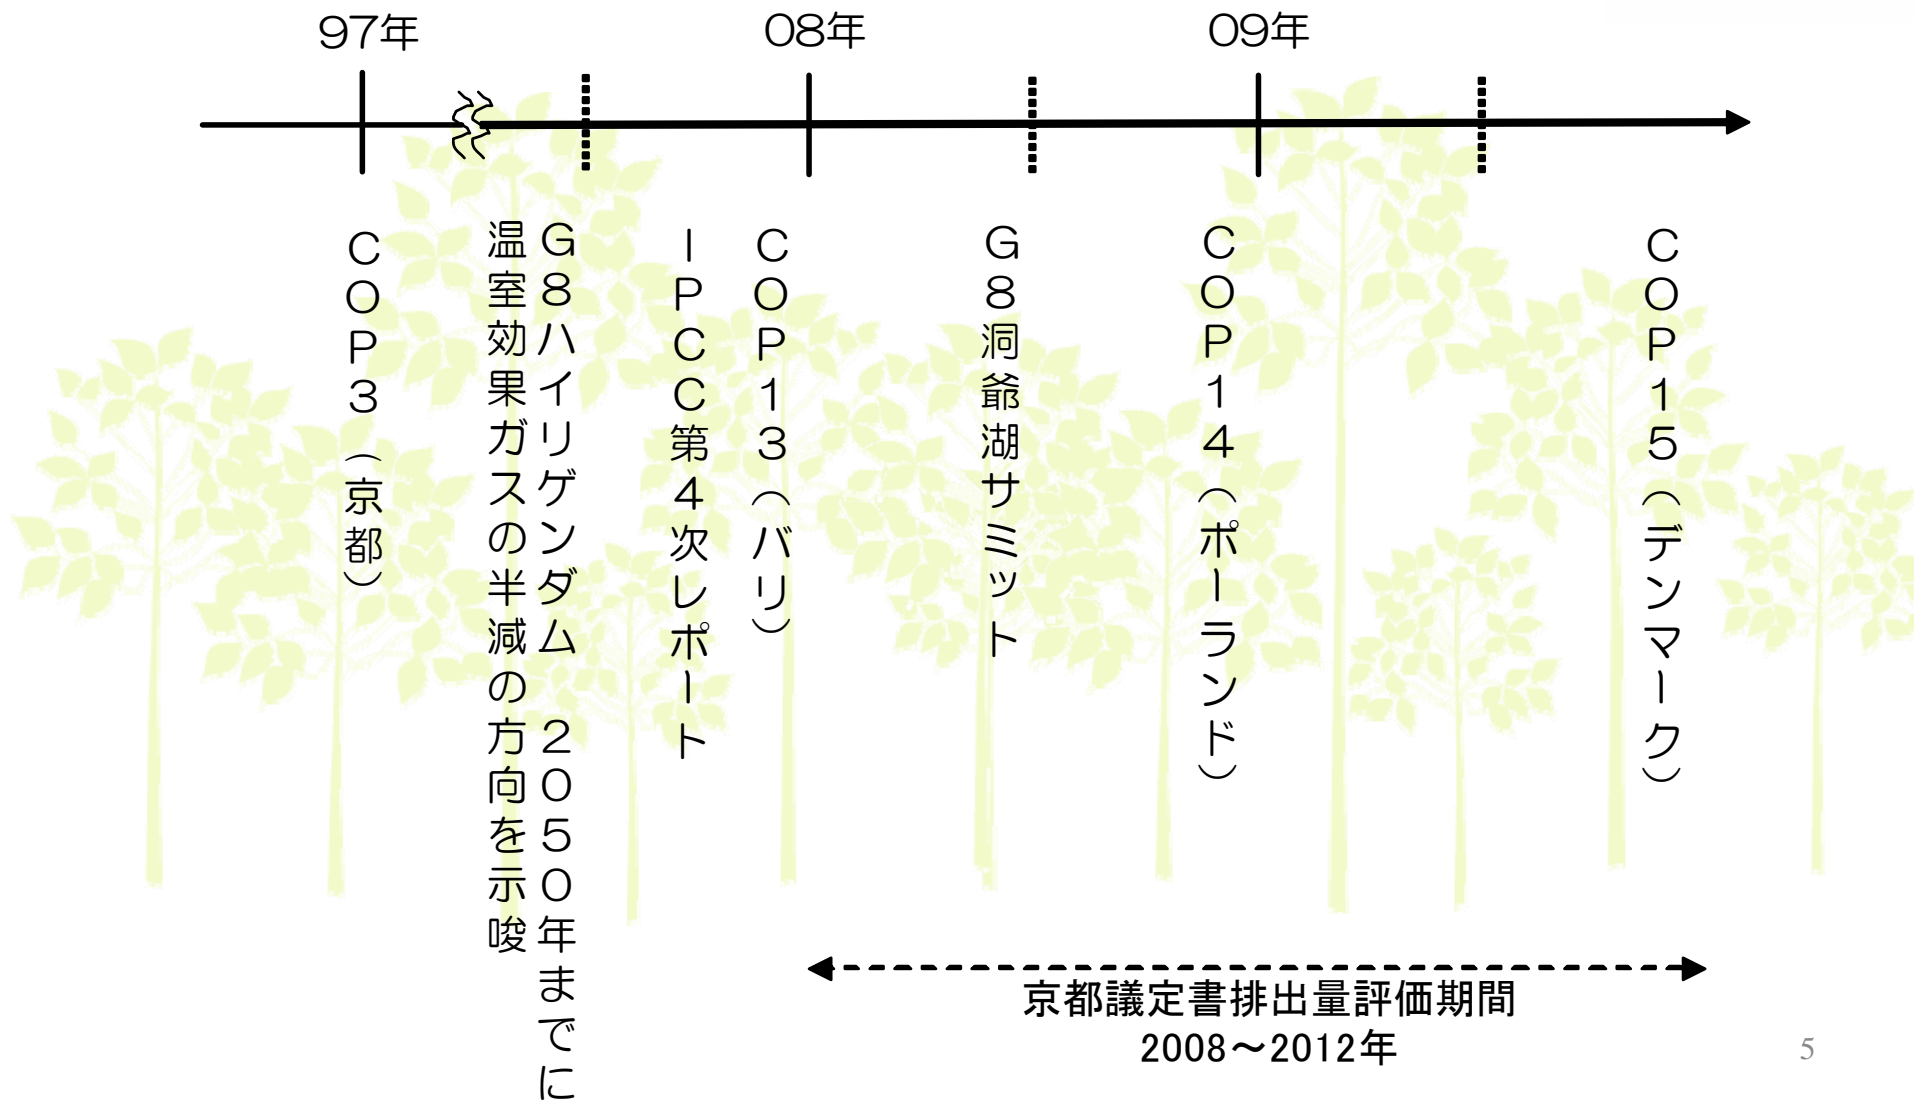 97年
08年
09年
COP3（京都）
G8ハイリゲンダム　2050年までに
温室効果ガスの半減の方向を示唆
IPCC第4次レポート
COP13（バリ）
G8洞爺湖サミット
COP14（ポーランド）
COP15（デンマーク）
京都議定書排出量評価期間
2008～2012年
5